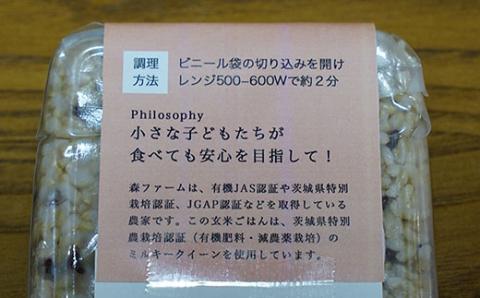 調理 ビニール袋の切り込みを開け
方法 レンジ500-600Wで約2分
Philosophy
小さな子どもたちが
食べても安心を目指して！
森ファームは、有機JAS認証や茨城県特別
栽培認証、JGAP認証などを取得している
農家です。この玄米ごはんは、茨城県特別
農栽培認証（有機肥料・減農薬栽培）の
ミルキークイーンを使用しています。